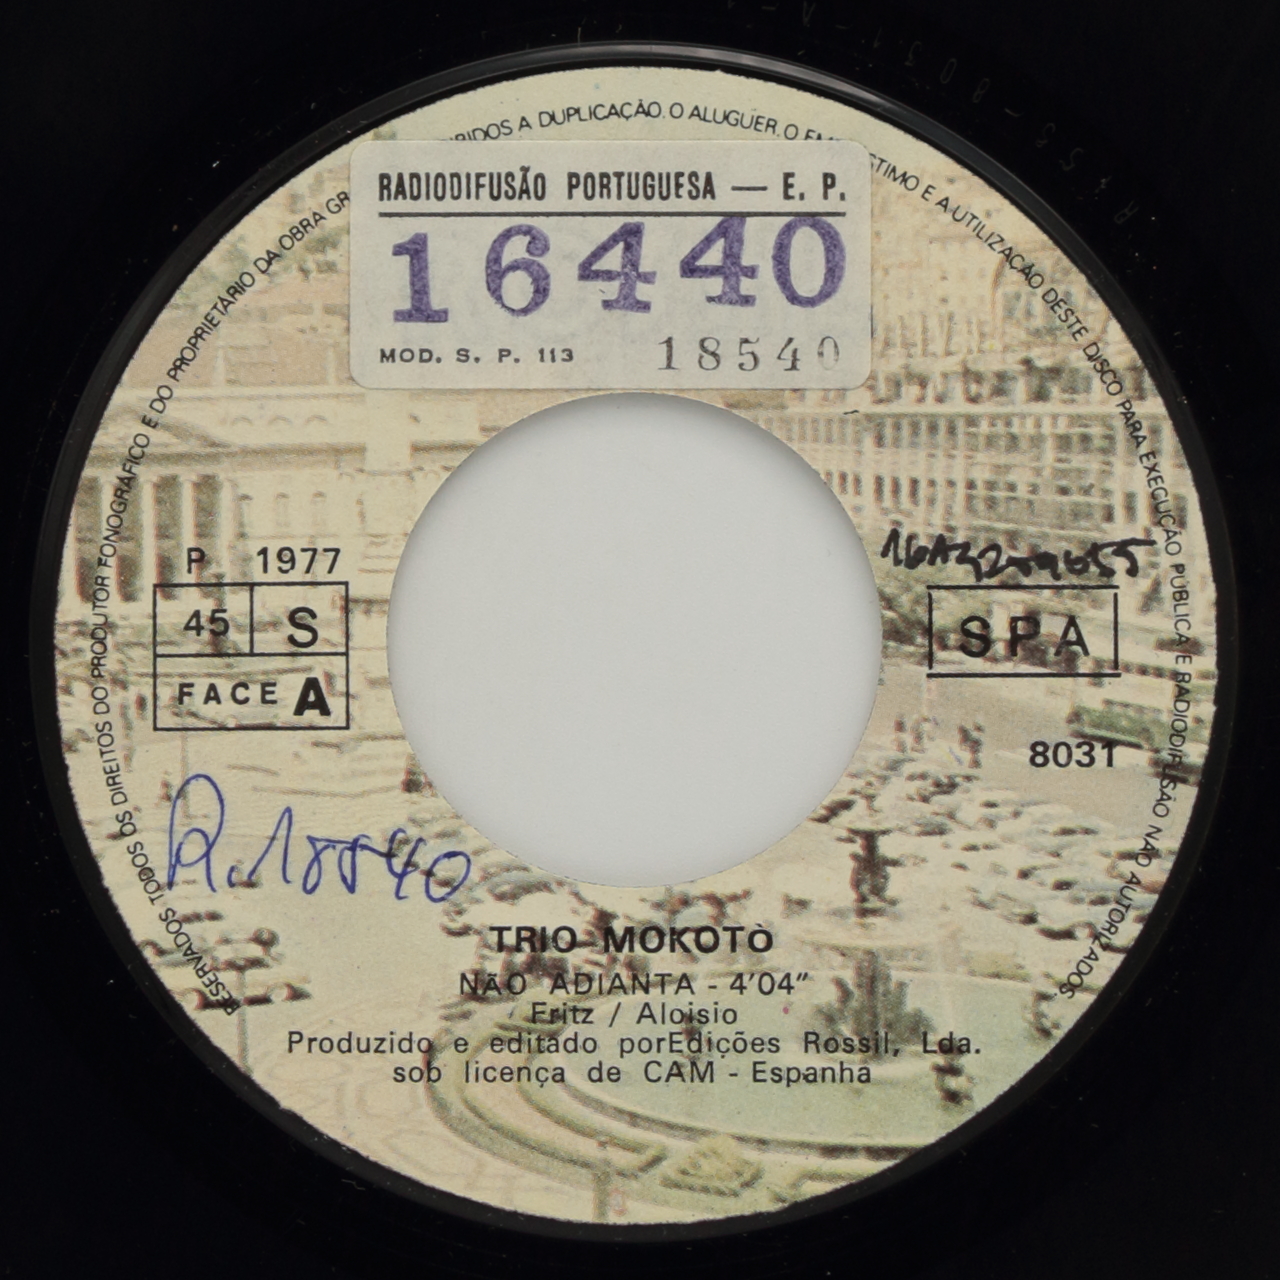 RESERVADOS TODOS OS DIREITOS DO PRODUTOR FONOGRÁFICO E DO PROPRIETÁRIO DA OBRA GR
IDOS A DUPLICAÇÃO. O ALUGUER. O EM
STIMO E A UTILIZAÇÃO DESTE DISCO PARA EXECUÇÃO PÚBLICA E RADIODIFUSÃO NÃO AUTORIZADOS
RADIODIFUSÃO PORTUGUESA — E. P.
16440
MOD. S. P. 113 18540
P 1977
45 S
FACE A
SPA
8031
R.18540
TRIO MOKOTÒ
NÃO ADIANTA - 4'04"
Fritz / Aloisio
Produzido e editado porEdições Rossil, Lda.
sob licença de CAM - Espanha